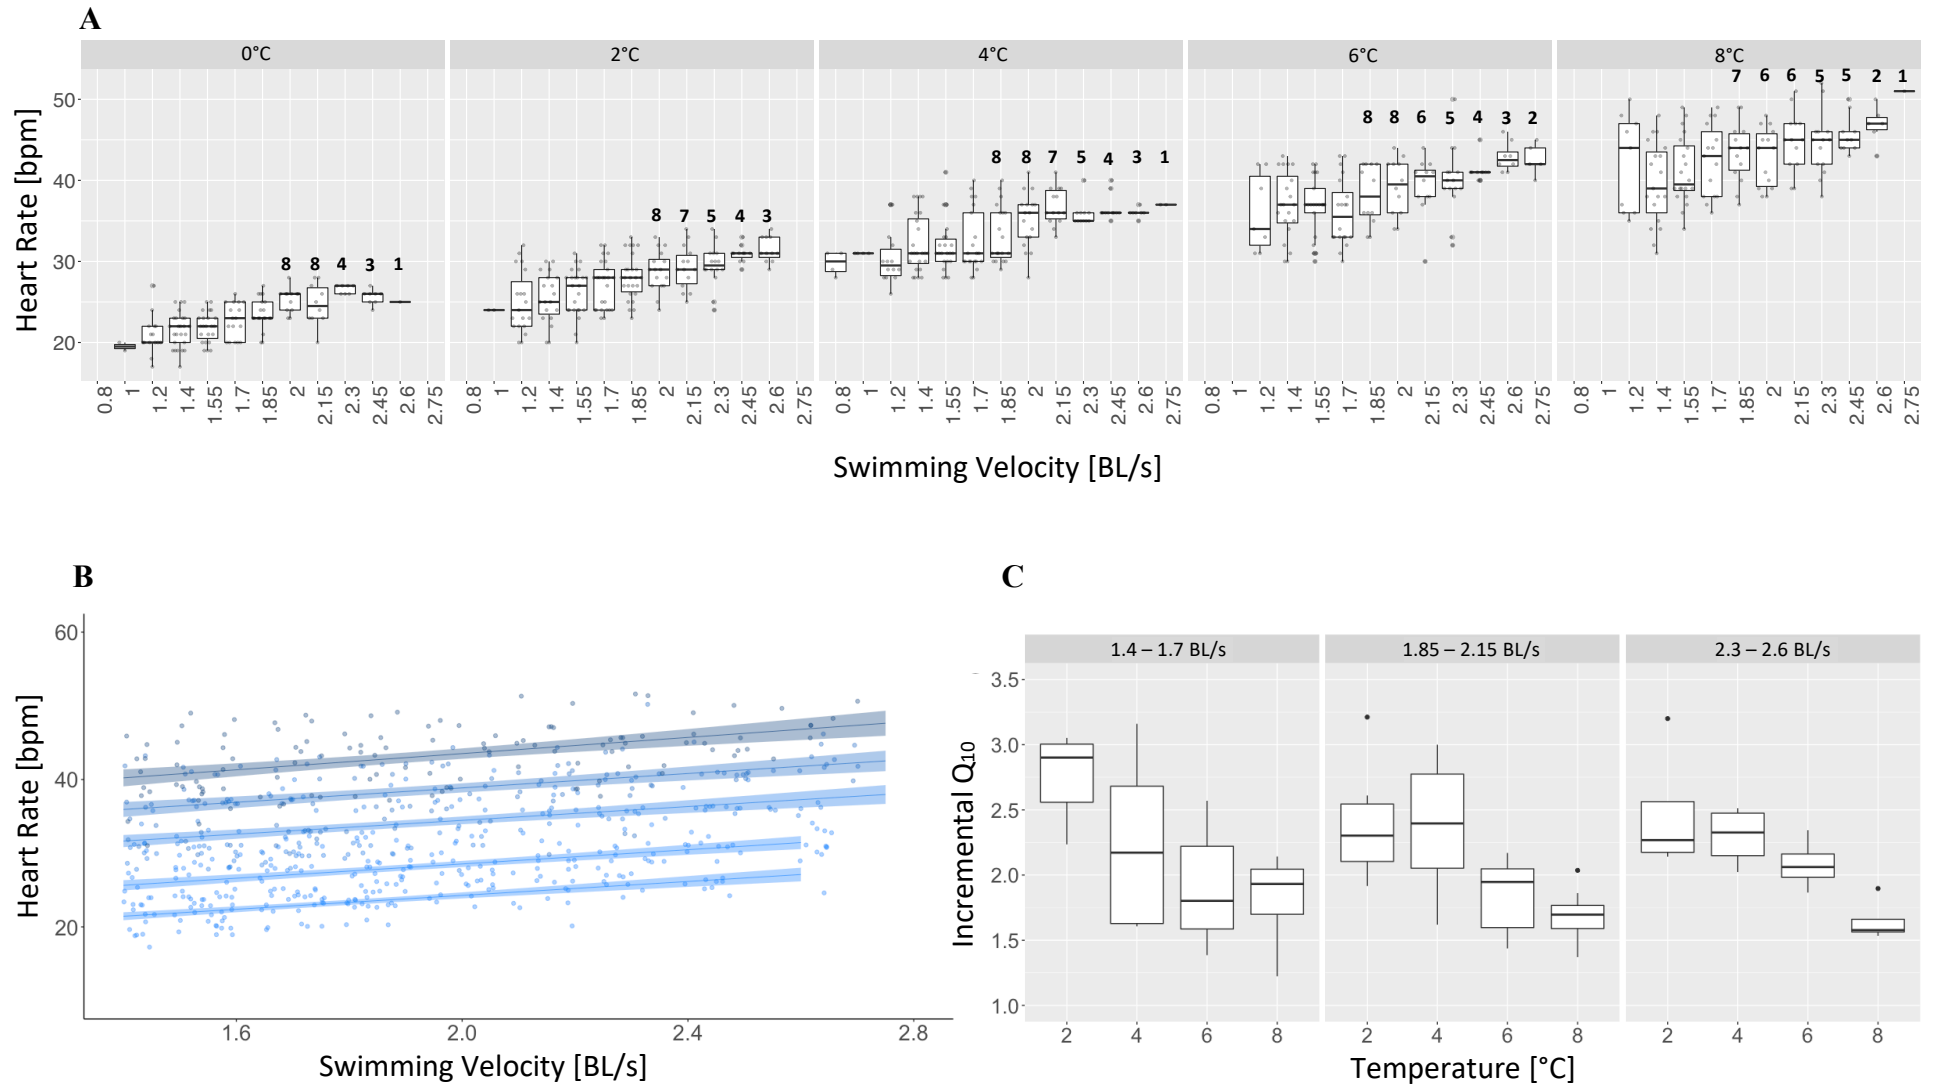 A
0°C 2°C 4°C 6°C 8°C
Heart Rate [bpm]
50
40
30
20
8 8 4 3 1
8 7 5 4 3
8 8 7 5 4 3 1
8 8 6 5 4 3 2
7 6 6 5 5 2 1
0.8 1 1.2 1.4 1.55 1.7 1.85 2 2.15 2.3 2.45 2.6 2.75
0.8 1 1.2 1.4 1.55 1.7 1.85 2 2.15 2.3 2.45 2.6 2.75
0.8 1 1.2 1.4 1.55 1.7 1.85 2 2.15 2.3 2.45 2.6 2.75
0.8 1 1.2 1.4 1.55 1.7 1.85 2 2.15 2.3 2.45 2.6 2.75
0.8 1 1.2 1.4 1.55 1.7 1.85 2 2.15 2.3 2.45 2.6 2.75
Swimming Velocity [BL/s]
B
Heart Rate [bpm]
60
40
20
1.6 2.0 2.4 2.8
Swimming Velocity [BL/s]
C
1.4 – 1.7 BL/s 1.85 – 2.15 BL/s 2.3 – 2.6 BL/s
Incremental Q10
3.5
3.0
2.5
2.0
1.5
1.0
2 4 6 8 2 4 6 8 2 4 6 8
Temperature [°C]